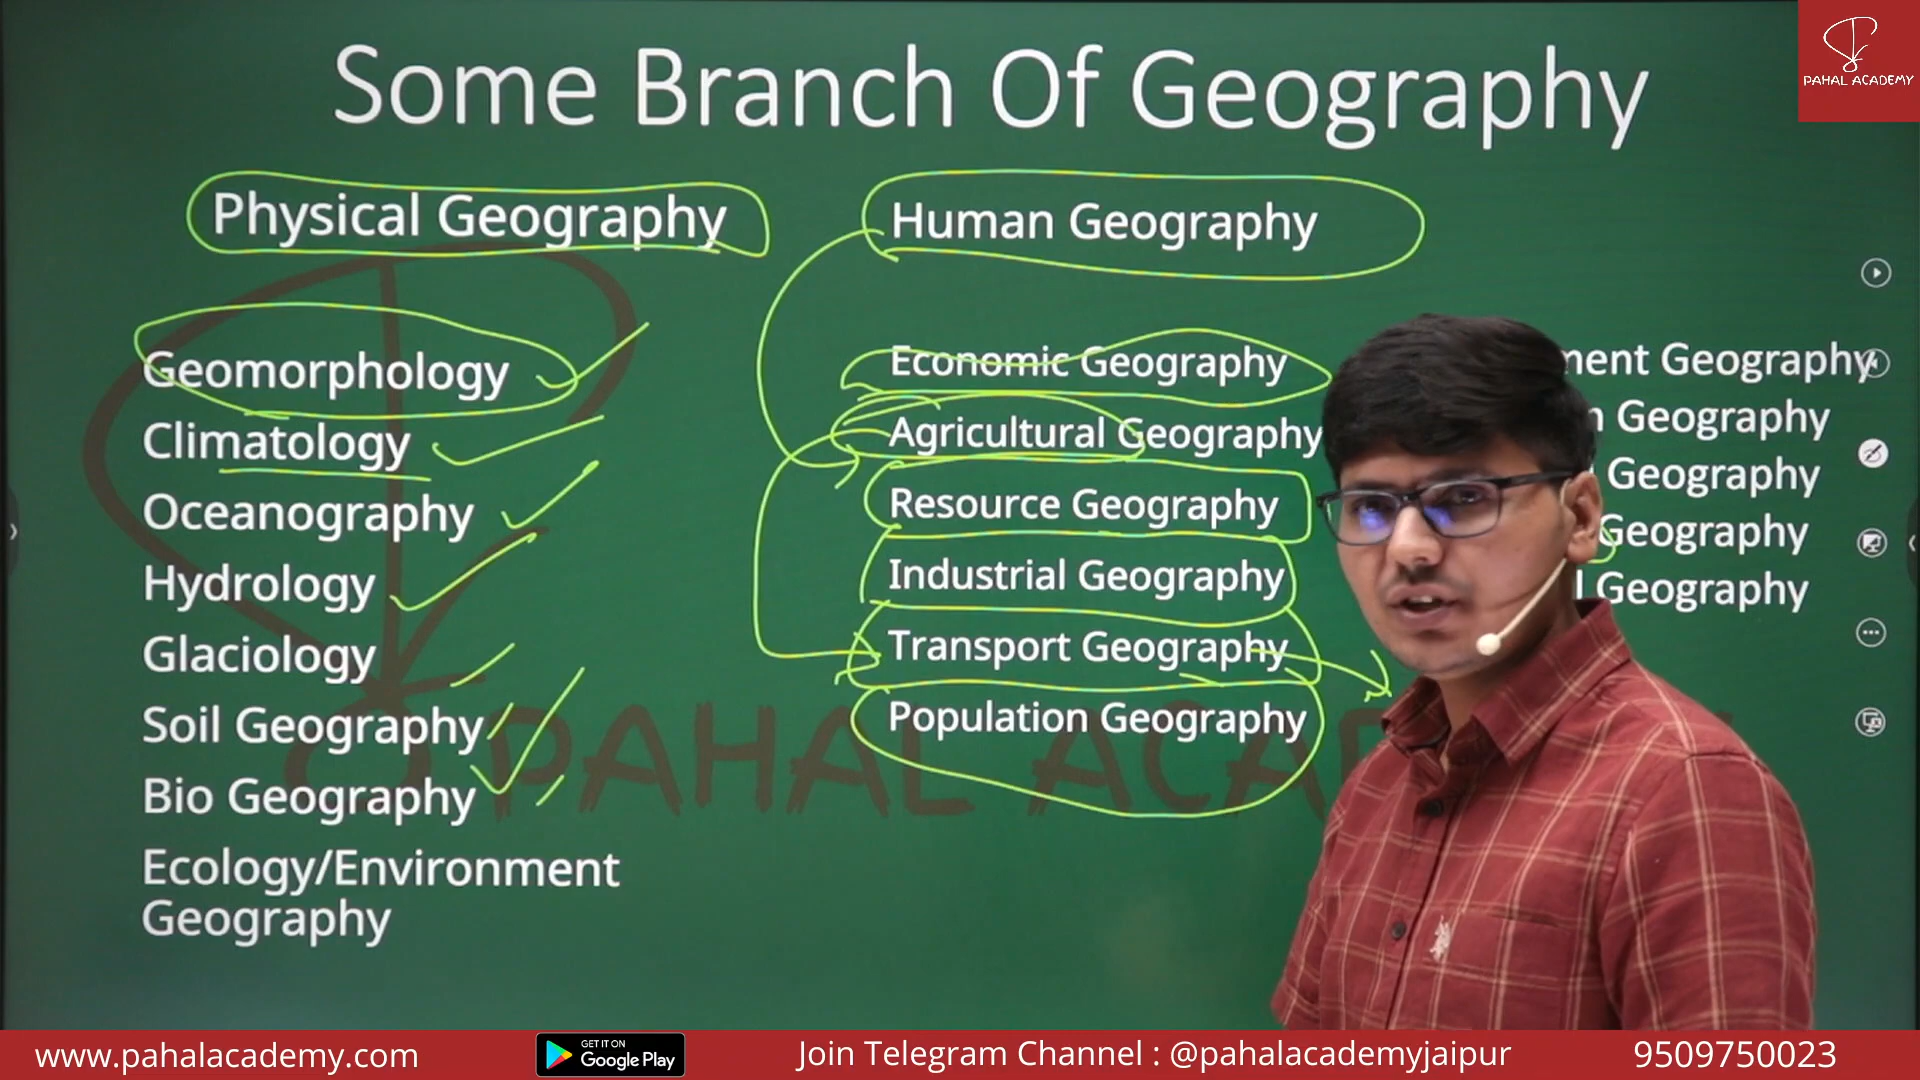 Some Branch Of Geography
PAHAL ACADEMY
Physical Geography
Human Geography
Geomorphology
Climatology
Oceanography
Hydrology
Glaciology
Soil Geography
Bio Geography
Ecology/Environment
Geography
Economic Geography
Agricultural Geography
Resource Geography
Industrial Geography
Transport Geography
Population Geography
Geography
Geography
Geography
Geography
Geography
PAHAL
www.pahalacademy.com
GET IT ON
Google Play
Join Telegram Channel : @pahalacademyjaipur
9509750023